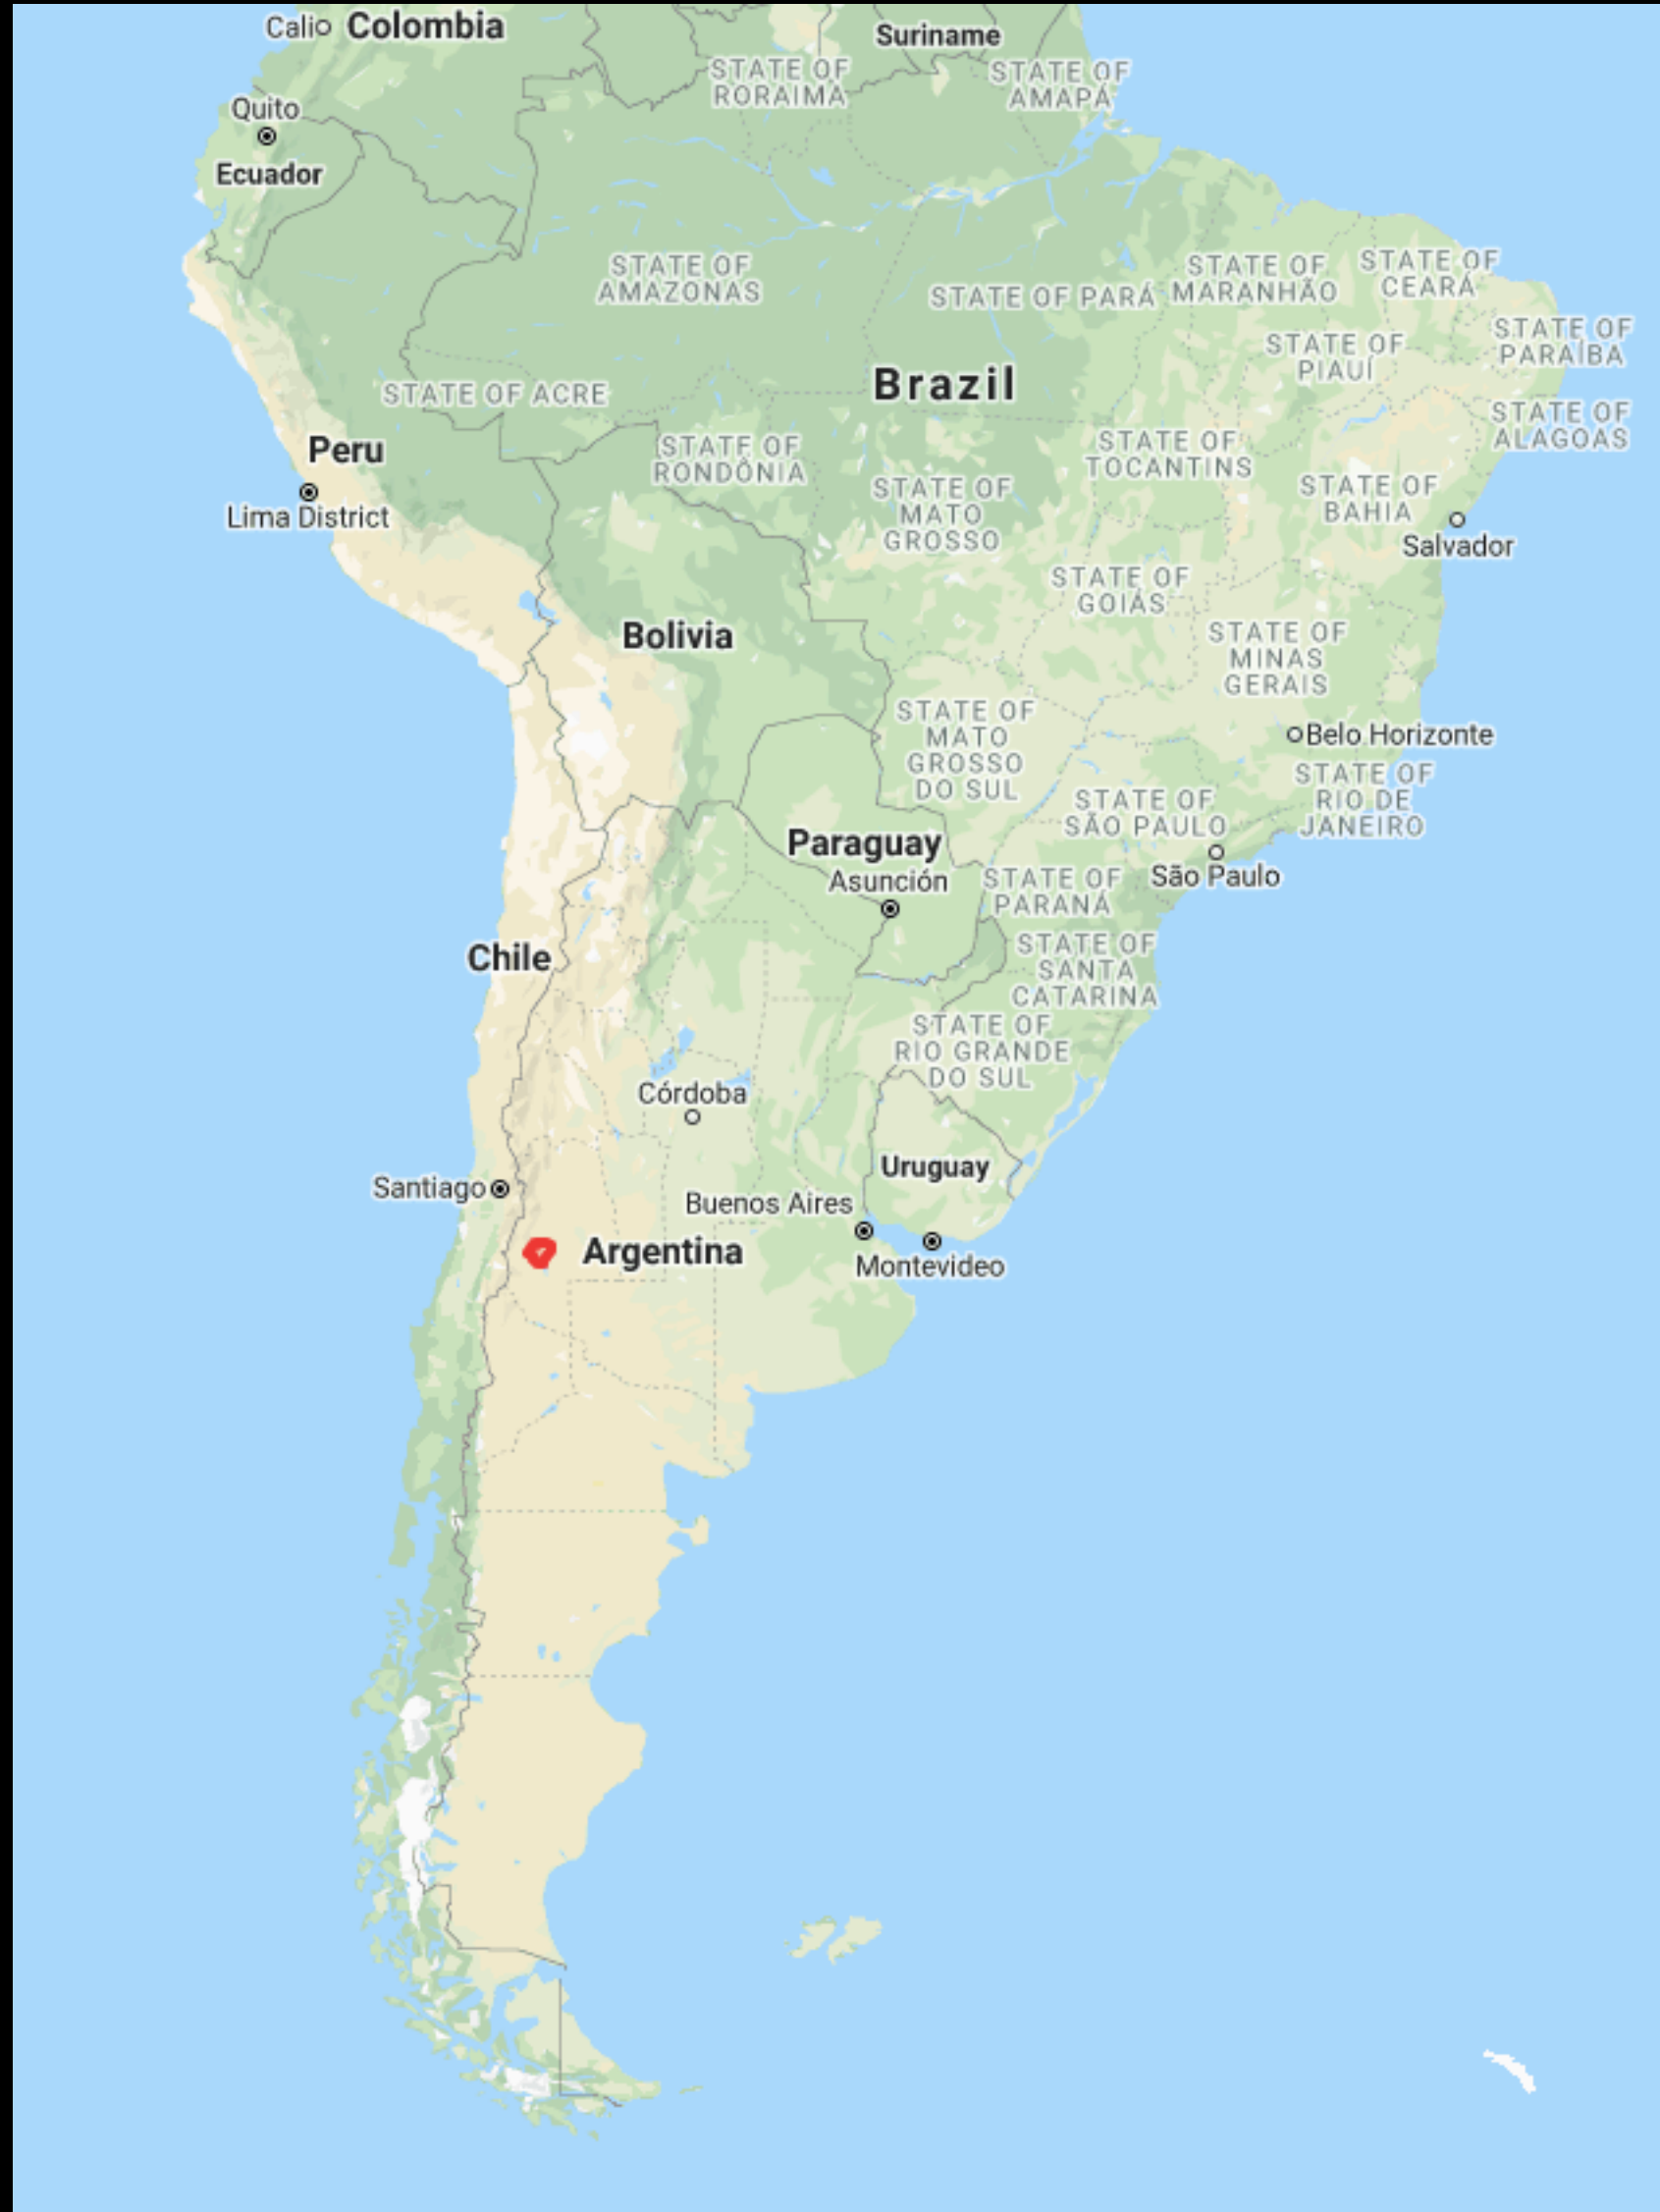 Cali
Colombia
Suriname
STATE OF
RORAIMA
STATE OF
AMAPÁ
Quito
Ecuador
STATE OF
AMAZONAS
STATE OF PARÁ
STATE OF
MARANHÃO
STATE OF
CEARÁ
STATE OF
PARAÍBA
STATE OF
PIAUÍ
Brazil
STATE OF ACRE
STATE OF
ALAGOAS
Peru
STATE OF
RONDÔNIA
STATE OF
TOCANTINS
STATE OF
MATO
GROSSO
STATE OF
BAHIA
Lima District
Salvador
STATE OF
GOIÁS
Bolivia
STATE OF
MINAS
GERAIS
STATE OF
MATO
GROSSO
DO SUL
Belo Horizonte
STATE OF
RIO DE
JANEIRO
STATE OF
SÃO PAULO
Paraguay
Asunción
STATE OF
PARANÁ
São Paulo
Chile
STATE OF
SANTA
CATARINA
STATE OF
RIO GRANDE
DO SUL
Córdoba
Uruguay
Santiago
Buenos Aires
Argentina
Montevideo